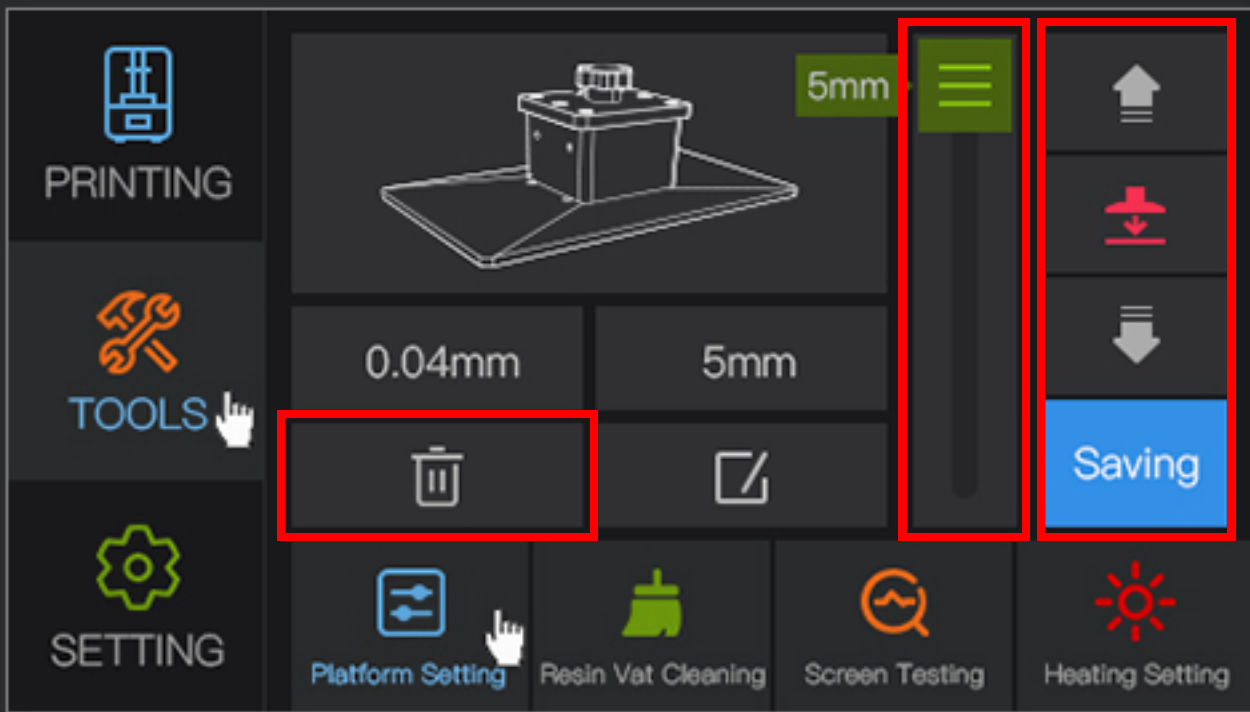 5mm
PRINTING
0.04mm
5mm
TOOLS
Saving
SETTING
Platform Setting
Resin Vat Cleaning
Screen Testing
Heating Setting